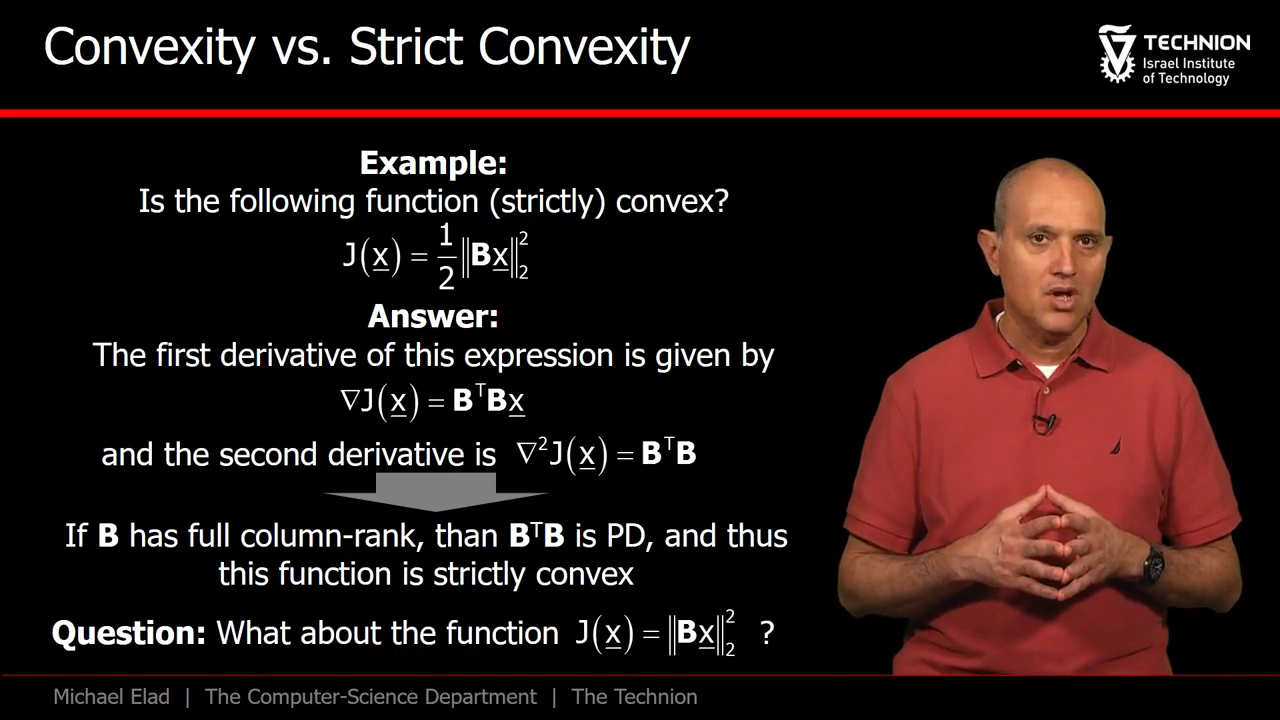 Convexity vs. Strict Convexity
TECHNION
Israel Institute
of Technology
Example:
Is the following function (strictly) convex?
J(x̲) = 1/2 ‖Bx̲‖₂²
Answer:
The first derivative of this expression is given by
∇J(x̲) = BᵀBx̲
and the second derivative is ∇²J(x̲) = BᵀB
If B has full column-rank, than BᵀB is PD, and thus
this function is strictly convex
Question: What about the function J(x̲) = ‖Bx̲‖₂² ?
Michael Elad | The Computer-Science Department | The Technion